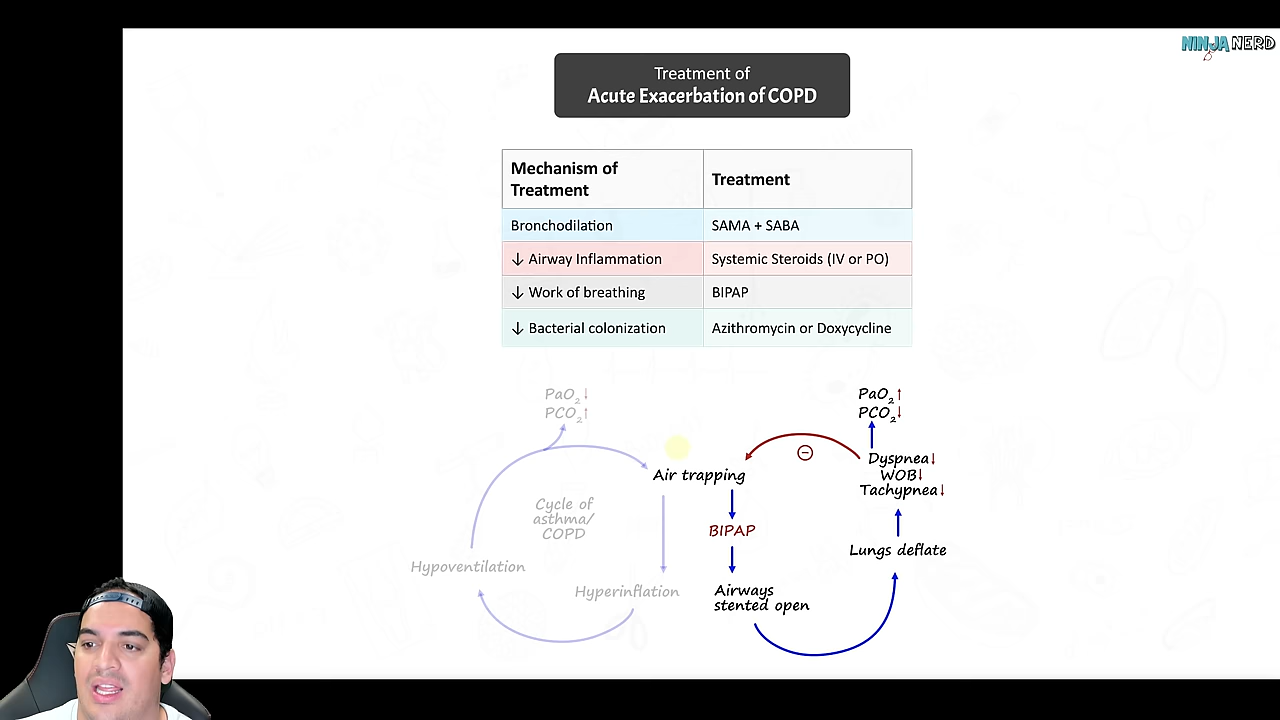 NINJA NERD
Treatment of
Acute Exacerbation of COPD
Mechanism of
Treatment
Treatment
Bronchodilation
SAMA + SABA
↓ Airway Inflammation
Systemic Steroids (IV or PO)
↓ Work of breathing
BIPAP
↓ Bacterial colonization
Azithromycin or Doxycycline
PaO₂↓
PCO₂↑
Cycle of
asthma/
COPD
Hypoventilation
Hyperinflation
Air trapping
BIPAP
Airways
stented open
Lungs deflate
Dyspnea↓
WOB↓
Tachypnea↓
PaO₂↑
PCO₂↓